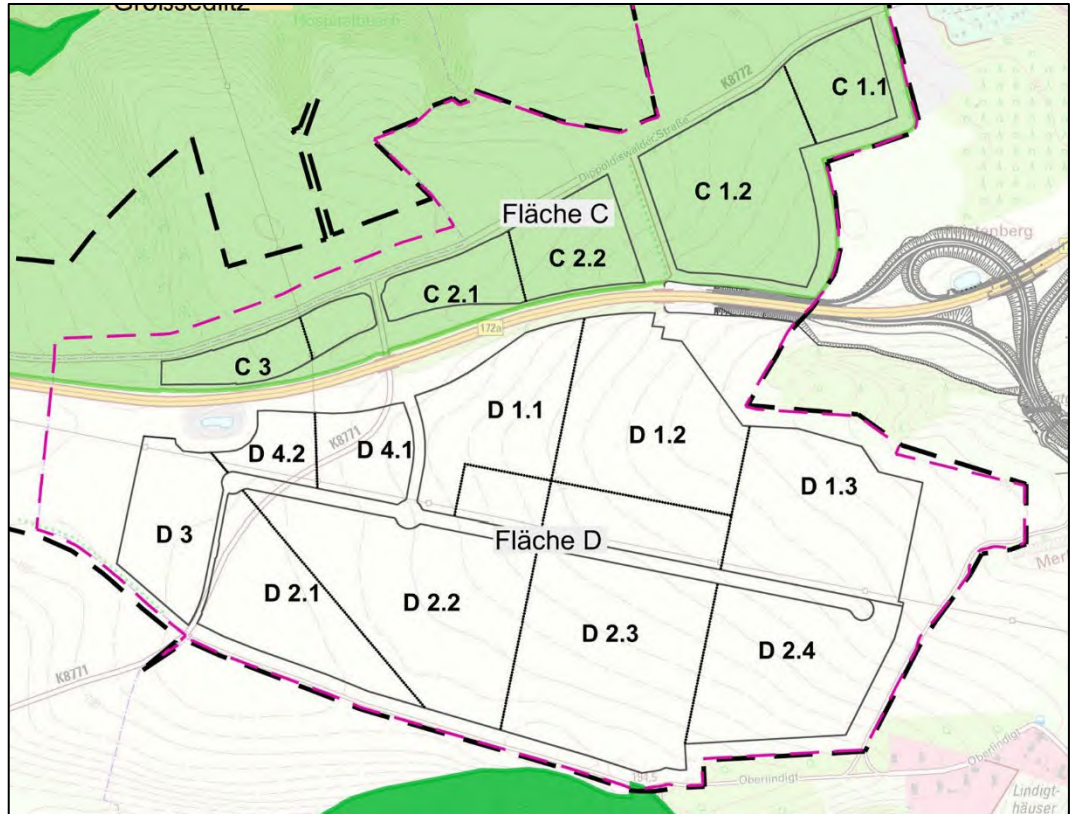 Großsedlitz
Hospitalbusch
K8772
C 1.1
Dippoldiswalder Straße
C 1.2
Fläche C
C 2.2
C 2.1
172a
C 3
D 1.1
K8771
D 4.2
D 4.1
D 1.2
D 1.3
D 3
Fläche D
D 2.1
D 2.2
D 2.3
D 2.4
K8771
194,5
Oberlindigt
Oberlindigt
Lindigt-
häuser